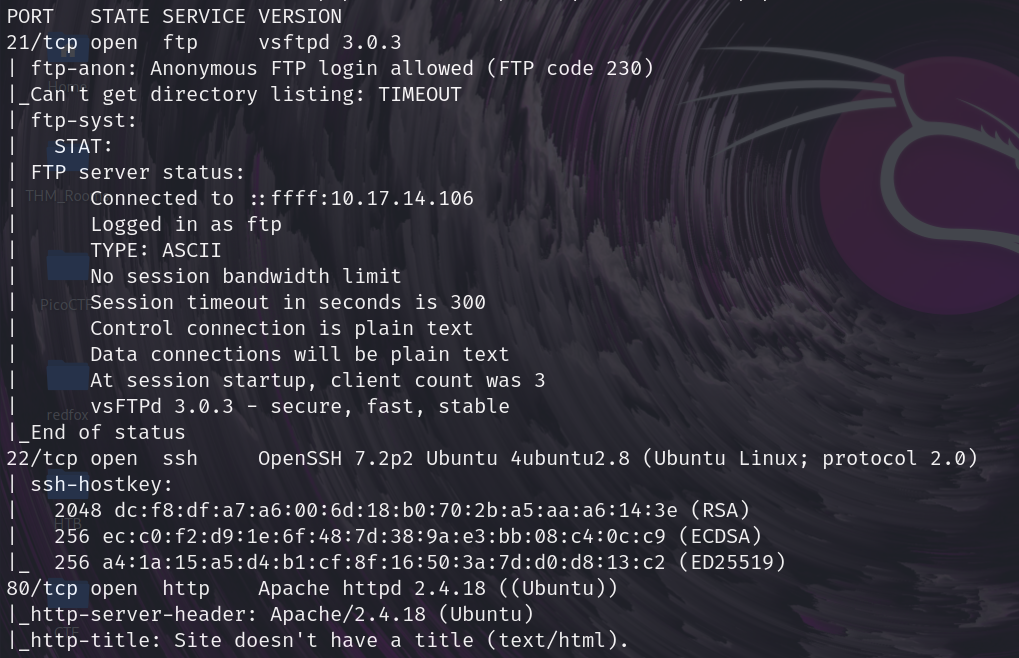 PORT   STATE SERVICE VERSION
21/tcp open  ftp     vsftpd 3.0.3
| ftp-anon: Anonymous FTP login allowed (FTP code 230)
|_Can't get directory listing: TIMEOUT
| ftp-syst:
|   STAT:
| FTP server status:
|      Connected to ::ffff:10.17.14.106
|      Logged in as ftp
|      TYPE: ASCII
|      No session bandwidth limit
|      Session timeout in seconds is 300
|      Control connection is plain text
|      Data connections will be plain text
|      At session startup, client count was 3
|      vsFTPd 3.0.3 - secure, fast, stable
|_End of status
22/tcp open  ssh     OpenSSH 7.2p2 Ubuntu 4ubuntu2.8 (Ubuntu Linux; protocol 2.0)
| ssh-hostkey:
|   2048 dc:f8:df:a7:a6:00:6d:18:b0:70:2b:a5:aa:a6:14:3e (RSA)
|   256 ec:c0:f2:d9:1e:6f:48:7d:38:9a:e3:bb:08:c4:0c:c9 (ECDSA)
|_  256 a4:1a:15:a5:d4:b1:cf:8f:16:50:3a:7d:d0:d8:13:c2 (ED25519)
80/tcp open  http    Apache httpd 2.4.18 ((Ubuntu))
|_http-server-header: Apache/2.4.18 (Ubuntu)
|_http-title: Site doesn't have a title (text/html).
redfox
HTB